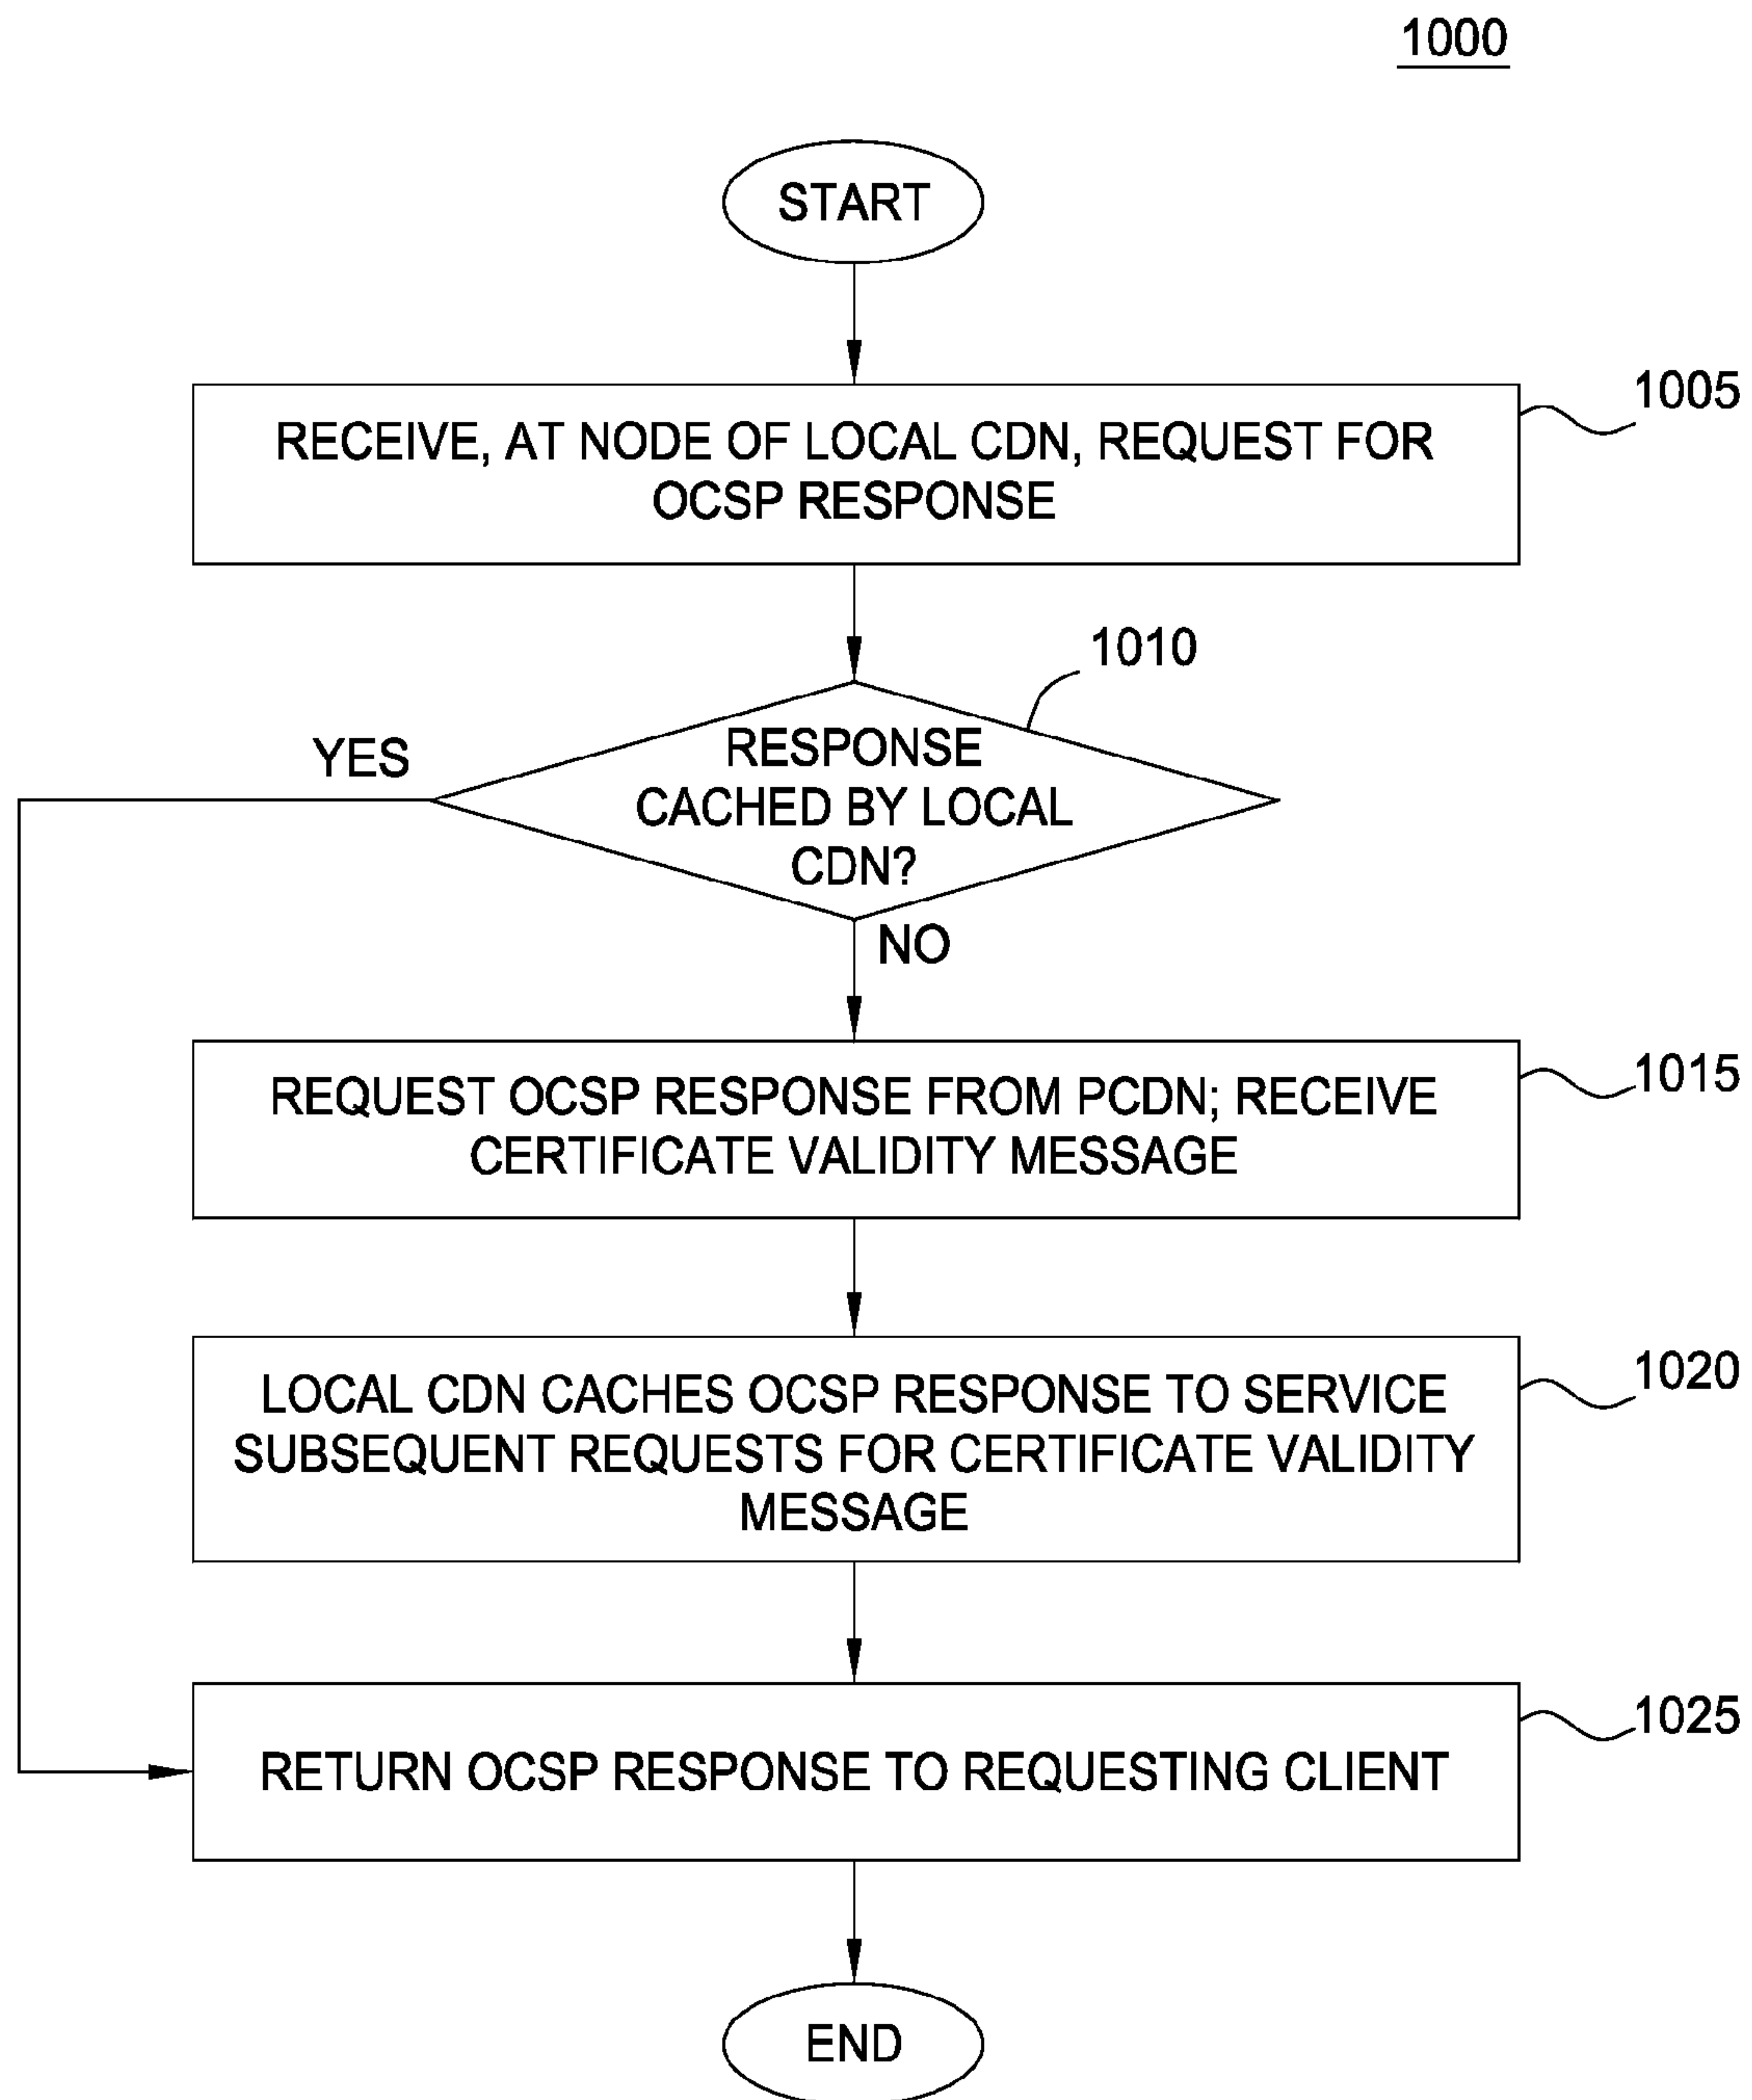 1000
START
RECEIVE, AT NODE OF LOCAL CDN, REQUEST FOR
OCSP RESPONSE
1005
1010
RESPONSE
CACHED BY LOCAL
CDN?
YES
NO
REQUEST OCSP RESPONSE FROM PCDN; RECEIVE
CERTIFICATE VALIDITY MESSAGE
1015
LOCAL CDN CACHES OCSP RESPONSE TO SERVICE
SUBSEQUENT REQUESTS FOR CERTIFICATE VALIDITY
MESSAGE
1020
RETURN OCSP RESPONSE TO REQUESTING CLIENT
1025
END